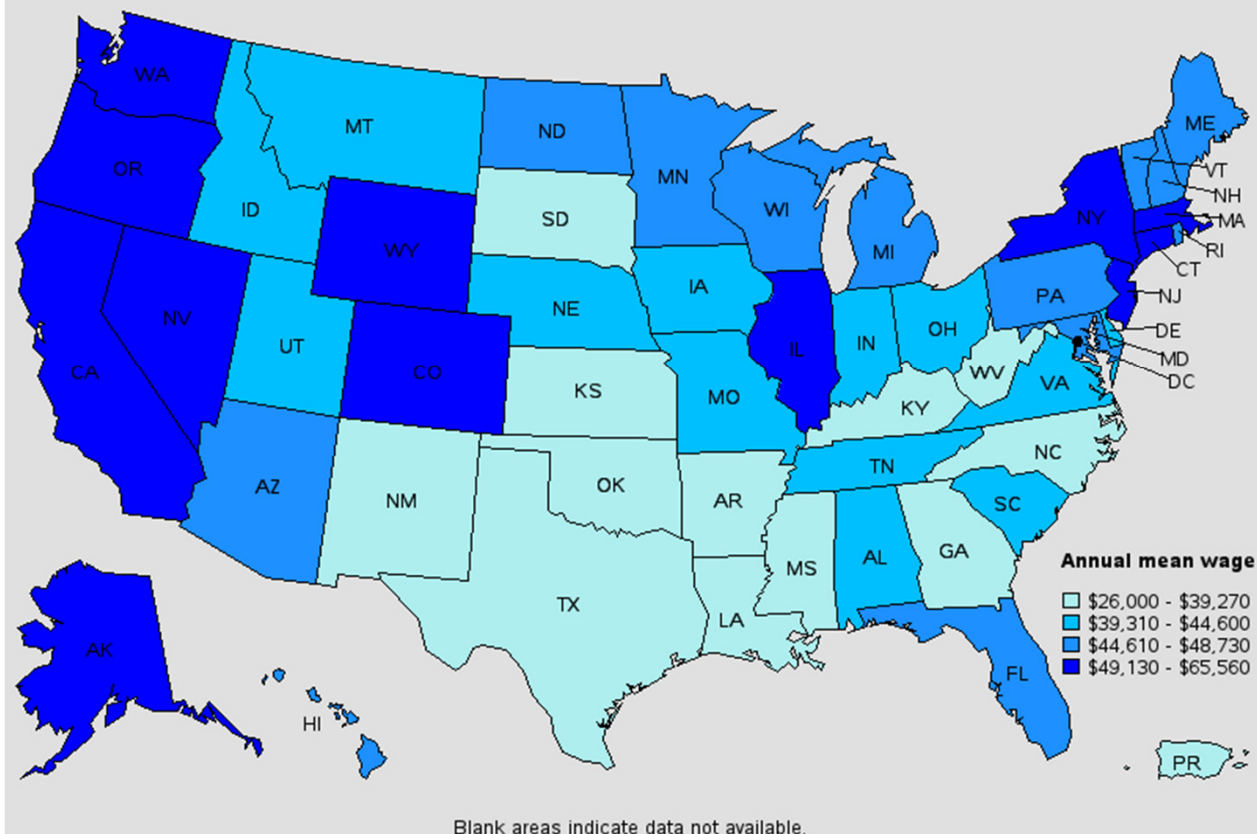 WA
MT
ND
ME
OR
MN
VT
ID
SD
WI
NH
NY
MA
WY
MI
RI
CT
IA
PA
NJ
NV
NE
IL
IN
OH
DE
UT
MD
CA
CO
WV
DC
KS
MO
VA
KY
NC
TN
AZ
NM
OK
AR
SC
GA
AL
MS
TX
LA
Annual mean wage
$26,000 - $39,270
$39,310 - $44,600
$44,610 - $48,730
$49,130 - $65,560
AK
FL
HI
PR
Blank areas indicate data not available.